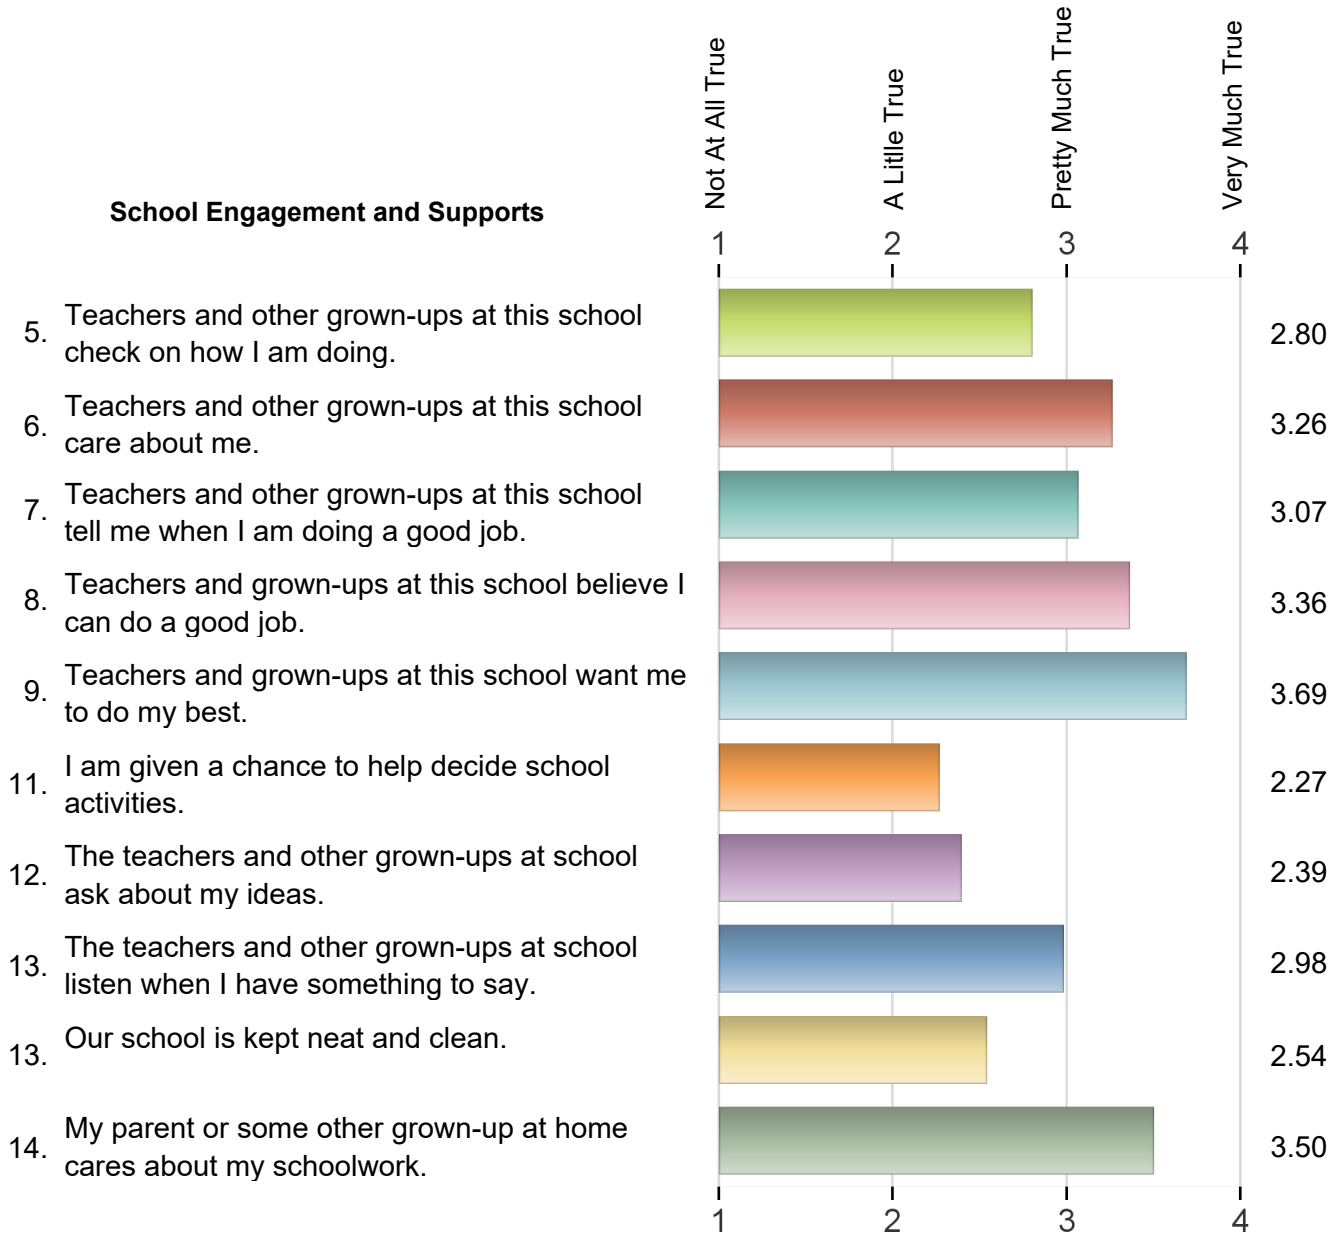 Not At All True
A Litlle True
Pretty Much True
Very Much True
School Engagement and Supports
1 2 3 4
5. Teachers and other grown-ups at this school
check on how I am doing.
2.80
6. Teachers and other grown-ups at this school
care about me.
3.26
7. Teachers and other grown-ups at this school
tell me when I am doing a good job.
3.07
8. Teachers and grown-ups at this school believe I
can do a good job.
3.36
9. Teachers and grown-ups at this school want me
to do my best.
3.69
11. I am given a chance to help decide school
activities.
2.27
12. The teachers and other grown-ups at school
ask about my ideas.
2.39
13. The teachers and other grown-ups at school
listen when I have something to say.
2.98
13. Our school is kept neat and clean.
2.54
14. My parent or some other grown-up at home
cares about my schoolwork.
3.50
1 2 3 4